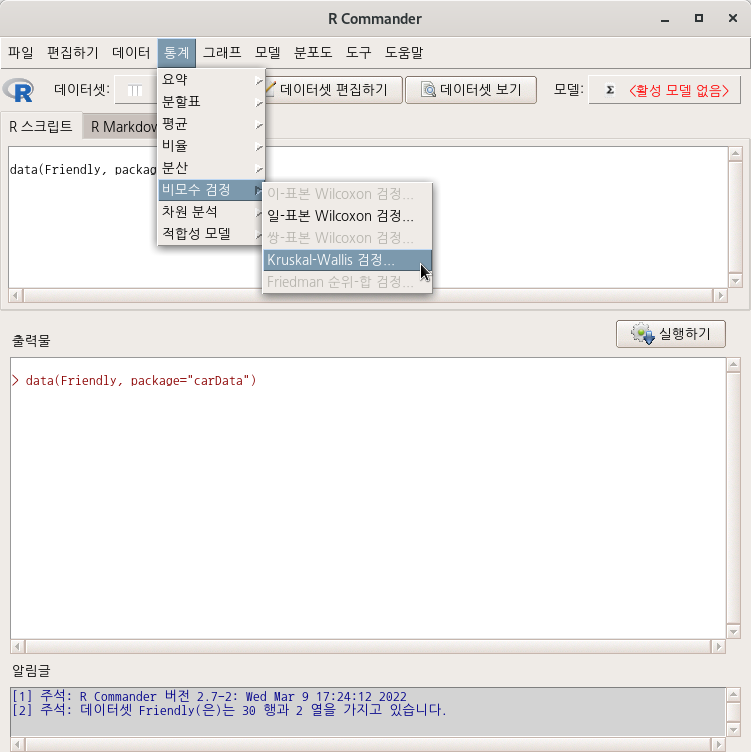 R Commander
파일 편집하기 데이터 통계 그래프 모델 분포도 도구 도움말
R 데이터셋: 데이터셋 편집하기 데이터셋 보기 모델: Σ <활성 모델 없음>
R 스크립트 R Markdow
요약
분할표
평균
비율
분산
비모수 검정
차원 분석
적합성 모델
data(Friendly, packag
이-표본 Wilcoxon 검정...
일-표본 Wilcoxon 검정...
쌍-표본 Wilcoxon 검정...
Kruskal-Wallis 검정...
Friedman 순위-합 검정...
출력물
실행하기
> data(Friendly, package="carData")
알림글
[1] 주석: R Commander 버전 2.7-2: Wed Mar 9 17:24:12 2022
[2] 주석: 데이터셋 Friendly(은)는 30 행과 2 열을 가지고 있습니다.